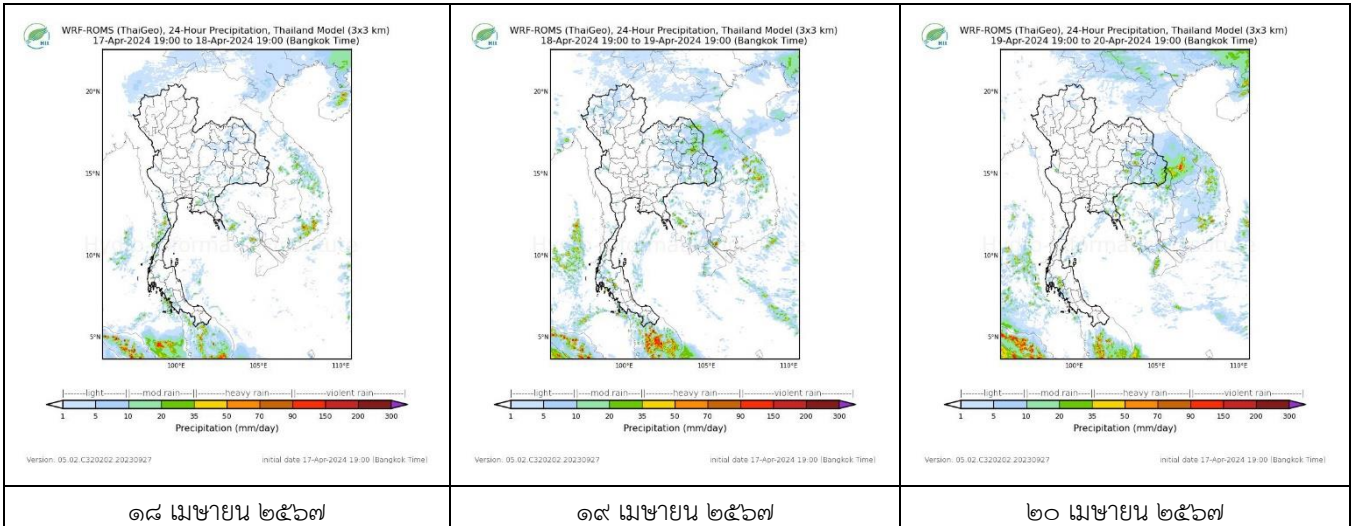 HII
WRF-ROMS (ThaiGeo), 24-Hour Precipitation, Thailand Model (3x3 km)
17-Apr-2024 19:00 to 18-Apr-2024 19:00 (Bangkok Time)
20°N
15°N
10°N
5°N
100°E 105°E 110°E
light mod rain heavy rain violent rain
1 5 10 20 35 50 70 90 150 200 300
Precipitation (mm/day)
Version: 05.02.C320202.20230927 initial date 17-Apr-2024 19:00 (Bangkok Time)
๑๘ เมษายน ๒๕๖๗
HII
WRF-ROMS (ThaiGeo), 24-Hour Precipitation, Thailand Model (3x3 km)
18-Apr-2024 19:00 to 19-Apr-2024 19:00 (Bangkok Time)
20°N
15°N
10°N
5°N
100°E 105°E 110°E
light mod rain heavy rain violent rain
1 5 10 20 35 50 70 90 150 200 300
Precipitation (mm/day)
Version: 05.02.C320202.20230927 initial date 17-Apr-2024 19:00 (Bangkok Time)
๑๙ เมษายน ๒๕๖๗
HII
WRF-ROMS (ThaiGeo), 24-Hour Precipitation, Thailand Model (3x3 km)
19-Apr-2024 19:00 to 20-Apr-2024 19:00 (Bangkok Time)
20°N
15°N
10°N
5°N
100°E 105°E 110°E
light mod rain heavy rain violent rain
1 5 10 20 35 50 70 90 150 200 300
Precipitation (mm/day)
Version: 05.02.C320202.20230927 initial date 17-Apr-2024 19:00 (Bangkok Time)
๒๐ เมษายน ๒๕๖๗